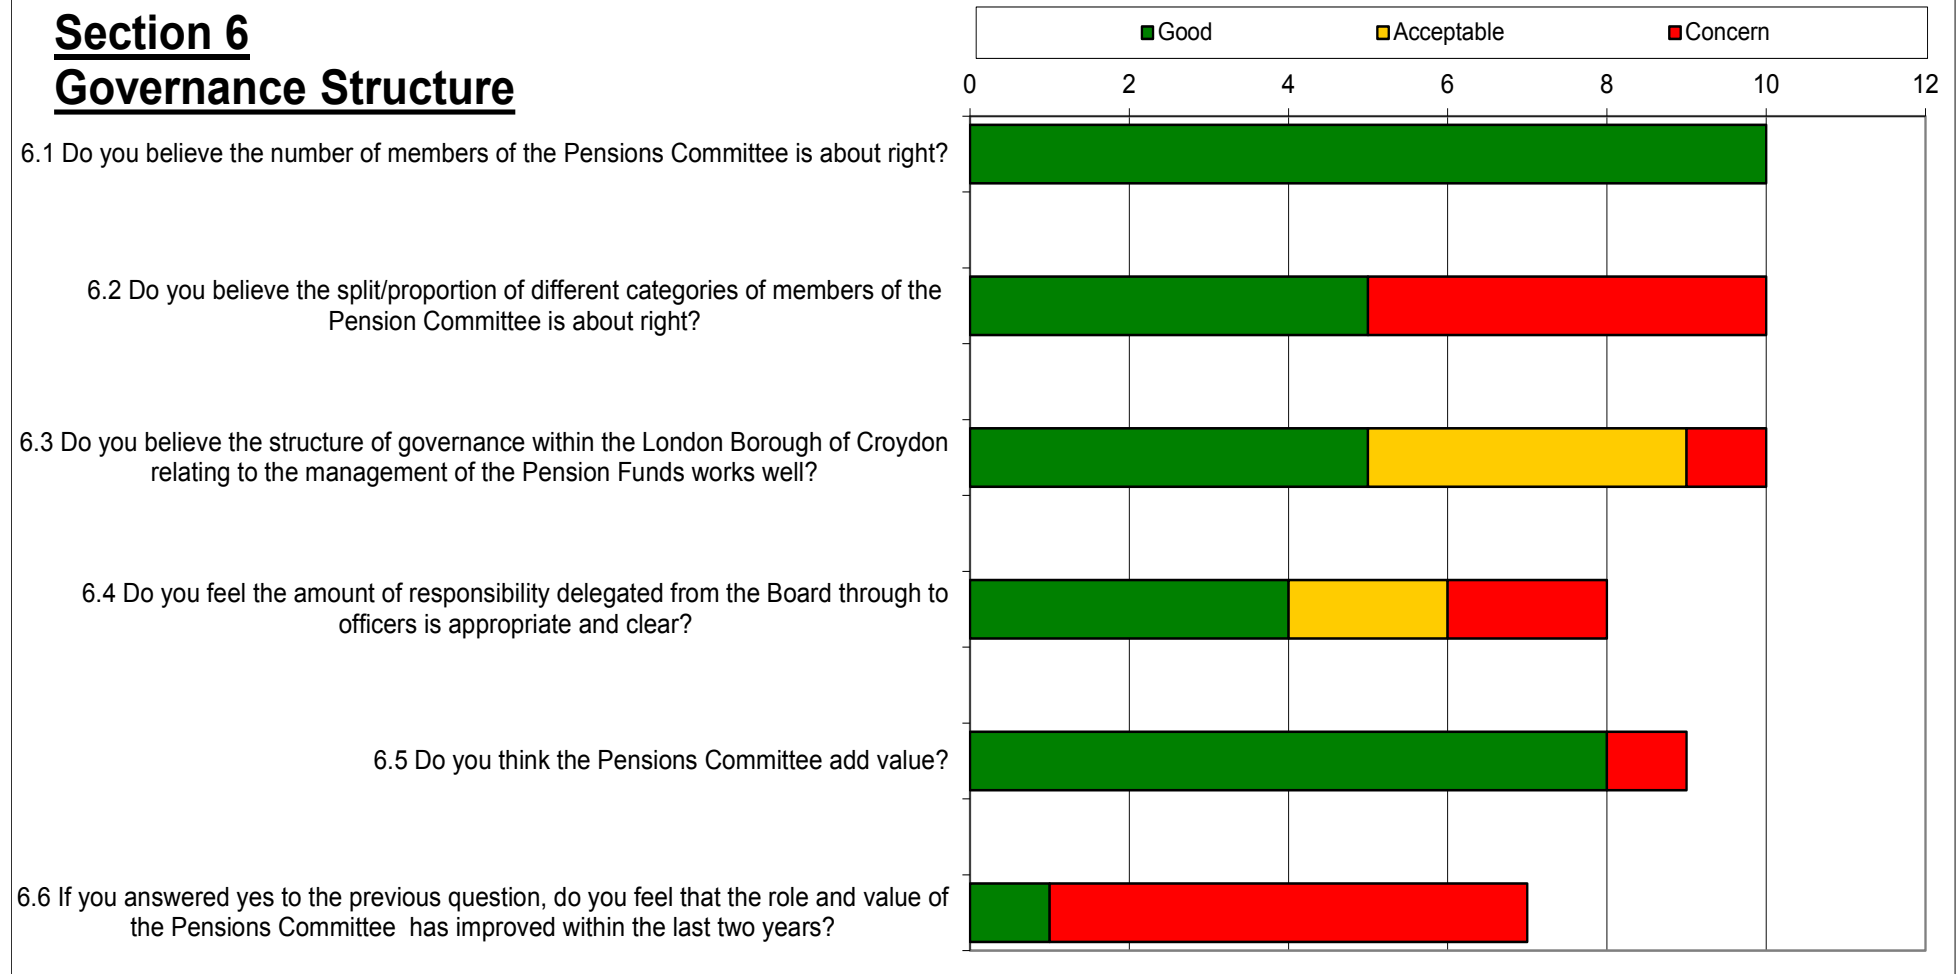 Section 6
Governance Structure
Good Acceptable Concern
0 2 4 6 8 10 12
6.1 Do you believe the number of members of the Pensions Committee is about right?
6.2 Do you believe the split/proportion of different categories of members of the
Pension Committee is about right?
6.3 Do you believe the structure of governance within the London Borough of Croydon
relating to the management of the Pension Funds works well?
6.4 Do you feel the amount of responsibility delegated from the Board through to
officers is appropriate and clear?
6.5 Do you think the Pensions Committee add value?
6.6 If you answered yes to the previous question, do you feel that the role and value of
the Pensions Committee  has improved within the last two years?